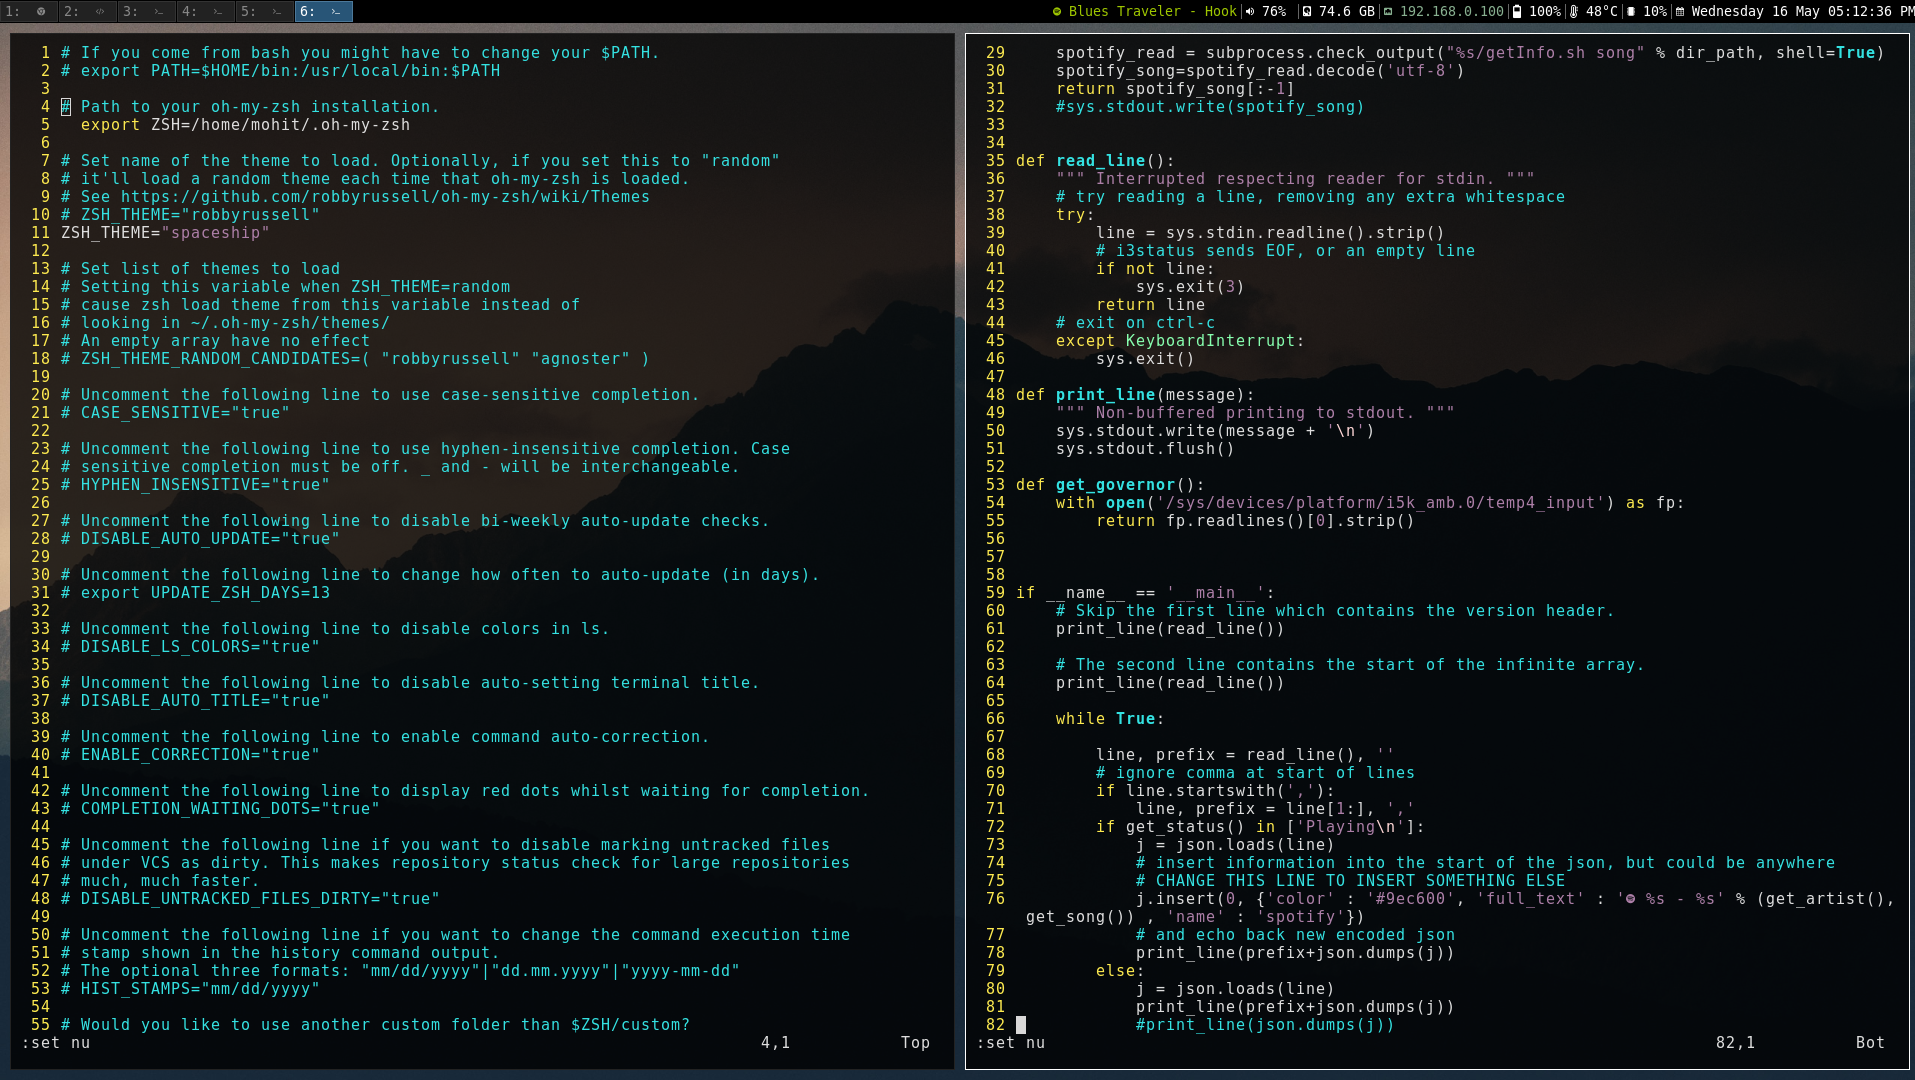 1: 2: 3: 4: 5: 6: Blues Traveler - Hook 76% 74.6 GB 192.168.0.100 100% 48°C 10% Wednesday 16 May 05:12:36 PM
1 # If you come from bash you might have to change your $PATH.
2 # export PATH=$HOME/bin:/usr/local/bin:$PATH
3
4 # Path to your oh-my-zsh installation.
5   export ZSH=/home/mohit/.oh-my-zsh
6
7 # Set name of the theme to load. Optionally, if you set this to "random"
8 # it'll load a random theme each time that oh-my-zsh is loaded.
9 # See https://github.com/robbyrussell/oh-my-zsh/wiki/Themes
10 # ZSH_THEME="robbyrussell"
11 ZSH_THEME="spaceship"
12
13 # Set list of themes to load
14 # Setting this variable when ZSH_THEME=random
15 # cause zsh load theme from this variable instead of
16 # looking in ~/.oh-my-zsh/themes/
17 # An empty array have no effect
18 # ZSH_THEME_RANDOM_CANDIDATES=( "robbyrussell" "agnoster" )
19
20 # Uncomment the following line to use case-sensitive completion.
21 # CASE_SENSITIVE="true"
22
23 # Uncomment the following line to use hyphen-insensitive completion. Case
24 # sensitive completion must be off. _ and - will be interchangeable.
25 # HYPHEN_INSENSITIVE="true"
26
27 # Uncomment the following line to disable bi-weekly auto-update checks.
28 # DISABLE_AUTO_UPDATE="true"
29
30 # Uncomment the following line to change how often to auto-update (in days).
31 # export UPDATE_ZSH_DAYS=13
32
33 # Uncomment the following line to disable colors in ls.
34 # DISABLE_LS_COLORS="true"
35
36 # Uncomment the following line to disable auto-setting terminal title.
37 # DISABLE_AUTO_TITLE="true"
38
39 # Uncomment the following line to enable command auto-correction.
40 # ENABLE_CORRECTION="true"
41
42 # Uncomment the following line to display red dots whilst waiting for completion.
43 # COMPLETION_WAITING_DOTS="true"
44
45 # Uncomment the following line if you want to disable marking untracked files
46 # under VCS as dirty. This makes repository status check for large repositories
47 # much, much faster.
48 # DISABLE_UNTRACKED_FILES_DIRTY="true"
49
50 # Uncomment the following line if you want to change the command execution time
51 # stamp shown in the history command output.
52 # The optional three formats: "mm/dd/yyyy"|"dd.mm.yyyy"|"yyyy-mm-dd"
53 # HIST_STAMPS="mm/dd/yyyy"
54
55 # Would you like to use another custom folder than $ZSH/custom?
:set nu 4,1 Top
29     spotify_read = subprocess.check_output("%s/getInfo.sh song" % dir_path, shell=True)
30     spotify_song=spotify_read.decode('utf-8')
31     return spotify_song[:-1]
32     #sys.stdout.write(spotify_song)
33
34
35 def read_line():
36     """ Interrupted respecting reader for stdin. """
37     # try reading a line, removing any extra whitespace
38     try:
39         line = sys.stdin.readline().strip()
40         # i3status sends EOF, or an empty line
41         if not line:
42             sys.exit(3)
43         return line
44     # exit on ctrl-c
45     except KeyboardInterrupt:
46         sys.exit()
47
48 def print_line(message):
49     """ Non-buffered printing to stdout. """
50     sys.stdout.write(message + '\n')
51     sys.stdout.flush()
52
53 def get_governor():
54     with open('/sys/devices/platform/i5k_amb.0/temp4_input') as fp:
55         return fp.readlines()[0].strip()
56
57
58
59 if __name__ == '__main__':
60     # Skip the first line which contains the version header.
61     print_line(read_line())
62
63     # The second line contains the start of the infinite array.
64     print_line(read_line())
65
66     while True:
67
68         line, prefix = read_line(), ''
69         # ignore comma at start of lines
70         if line.startswith(','):
71             line, prefix = line[1:], ','
72         if get_status() in ['Playing\n']:
73             j = json.loads(line)
74             # insert information into the start of the json, but could be anywhere
75             # CHANGE THIS LINE TO INSERT SOMETHING ELSE
76             j.insert(0, {'color' : '#9ec600', 'full_text' : ' %s - %s' % (get_artist(),
get_song()) , 'name' : 'spotify'})
77             # and echo back new encoded json
78             print_line(prefix+json.dumps(j))
79         else:
80             j = json.loads(line)
81             print_line(prefix+json.dumps(j))
82             #print_line(json.dumps(j))
:set nu 82,1 Bot